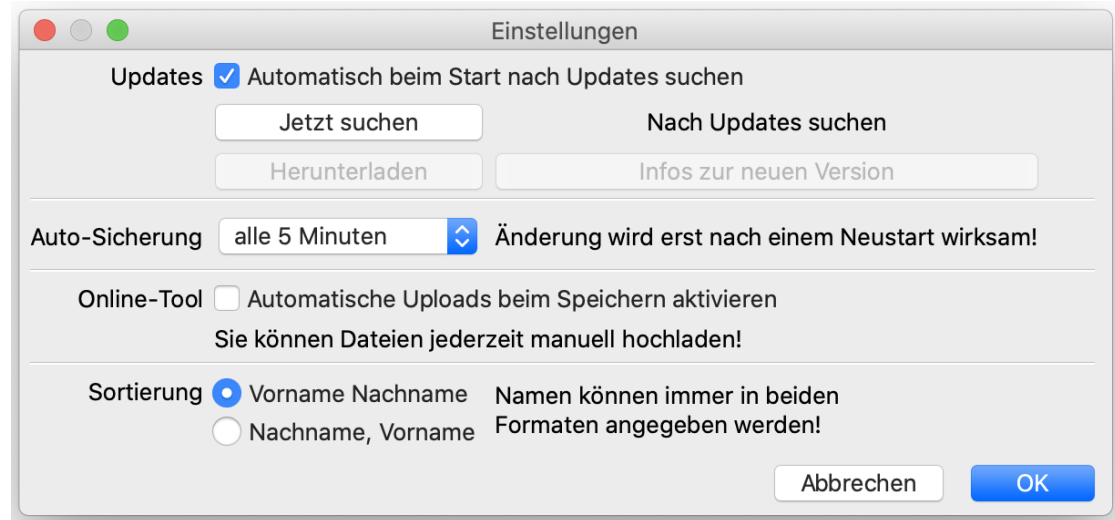 Einstellungen
Updates Automatisch beim Start nach Updates suchen
Jetzt suchen Nach Updates suchen
Herunterladen Infos zur neuen Version
Auto-Sicherung alle 5 Minuten Änderung wird erst nach einem Neustart wirksam!
Online-Tool Automatische Uploads beim Speichern aktivieren
Sie können Dateien jederzeit manuell hochladen!
Sortierung Vorname Nachname Namen können immer in beiden
Nachname, Vorname Formaten angegeben werden!
Abbrechen OK